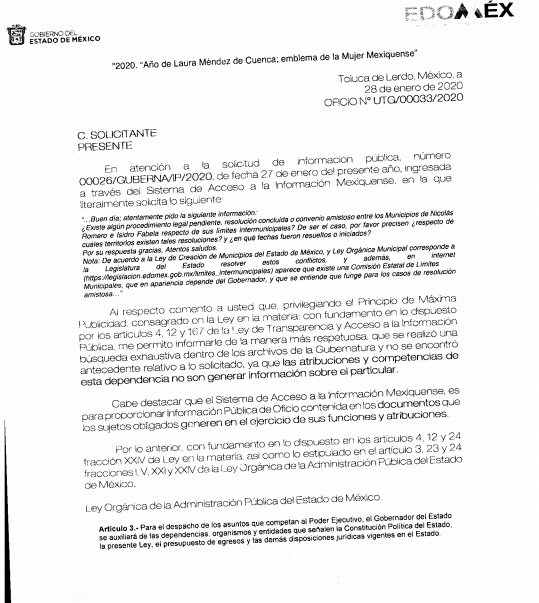 EDOMÉX
GOBIERNO DEL
ESTADO DE MÉXICO
"2020. "Año de Laura Méndez de Cuenca; emblema de la Mujer Mexiquense"
Toluca de Lerdo, México, a
28 de enero de 2020
OFICIO N° UTG/00033/2020
C. SOLICITANTE
PRESENTE
En atención a la solicitud de información pública, número
00026/GUBERNA/IP/2020, de fecha 27 de enero del presente año, ingresada
a través del Sistema de Acceso a la Información Mexiquense, en la que
literalmente solicita lo siguiente:
"...Buen día; atentamente pido la siguiente información:
¿Existe algún procedimiento legal pendiente, resolución concluida o convenio amistoso entre los Municipios de Nicolás
Romero e Isidro Fabela respecto de sus limites intermunicipales? De ser el caso, por favor precisen ¿respecto de
cuáles territorios existen tales resoluciones? y ¿en qué fechas fueron resueltos o iniciados?
Por su respuesta gracias, Atentos saludos.
Nota: De acuerdo a la Ley de Creación de Municipios del Estado de México, y Ley Orgánica Municipal corresponde a
la Legislatura del Estado resolver estos conflictos, y además, en internet
(https://legislacion.edomex.gob.mx/limites_intermunicipales) aparece que existe una Comisión Estatal de Limites
Municipales, que en apariencia depende del Gobernador, y que se entiende que funge para los casos de resolución
amistosa..."
Al respecto comento a usted que, privilegiando el Principio de Máxima
Publicidad, consagrado en la Ley en la materia; con fundamento en lo dispuesto
por los artículos 4, 12 y 167 de la Ley de Transparencia y Acceso a la Información
Pública, me permito informarle de la manera más respetuosa, que se realizó una
búsqueda exhaustiva dentro de los archivos de la Gubernatura y no se encontró
antecedente relativo a lo solicitado, ya que las atribuciones y competencias de
esta dependencia no son generar información sobre el particular.
Cabe destacar que el Sistema de Acceso a la Información Mexiquense, es
para proporcionar Información Pública de Oficio contenida en los documentos que
los sujetos obligados generen en el ejercicio de sus funciones y atribuciones.
Por lo anterior, con fundamento en lo dispuesto en los artículos 4, 12 y 24
fracción XXIV de Ley en la materia, así como lo estipulado en el artículo 3, 23 y 24
fracciones I, V, XXI y XXIV de la Ley Orgánica de la Administración Pública del Estado
de México.
Ley Orgánica de la Administración Pública del Estado de México.
Artículo 3.- Para el despacho de los asuntos que competan al Poder Ejecutivo, el Gobernador del Estado
se auxiliará de las dependencias, organismos y entidades que señalen la Constitución Política del Estado,
la presente Ley, el presupuesto de egresos y las demás disposiciones jurídicas vigentes en el Estado.